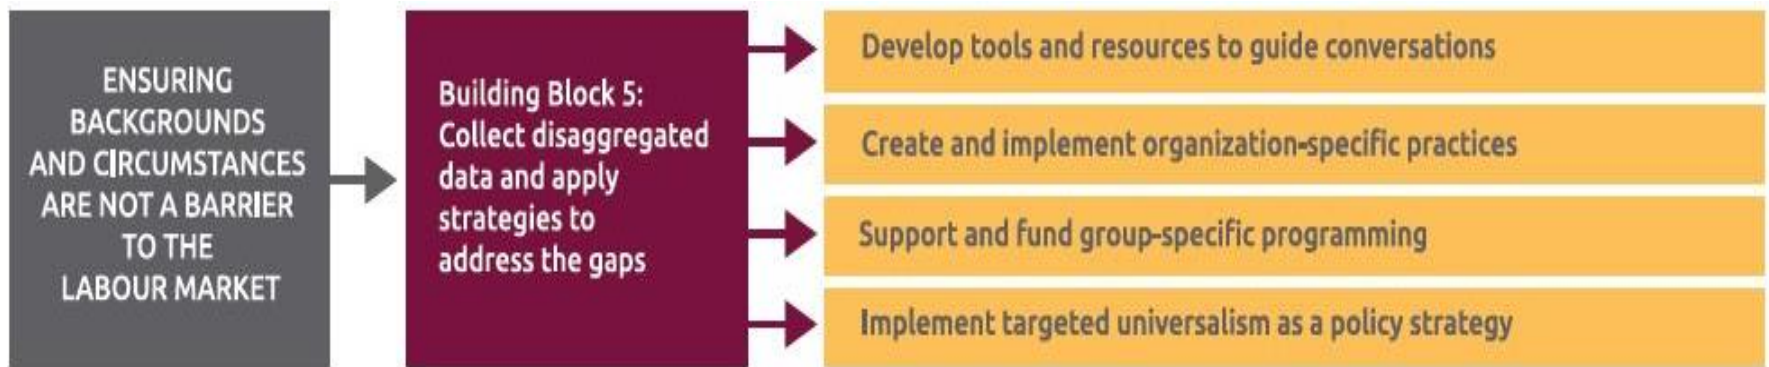 ENSURING
BACKGROUNDS
AND CIRCUMSTANCES
ARE NOT A BARRIER
TO THE
LABOUR MARKET
Building Block 5:
Collect disaggregated
data and apply
strategies to
address the gaps
Develop tools and resources to guide conversations
Create and implement organization-specific practices
Support and fund group-specific programming
Implement targeted universalism as a policy strategy